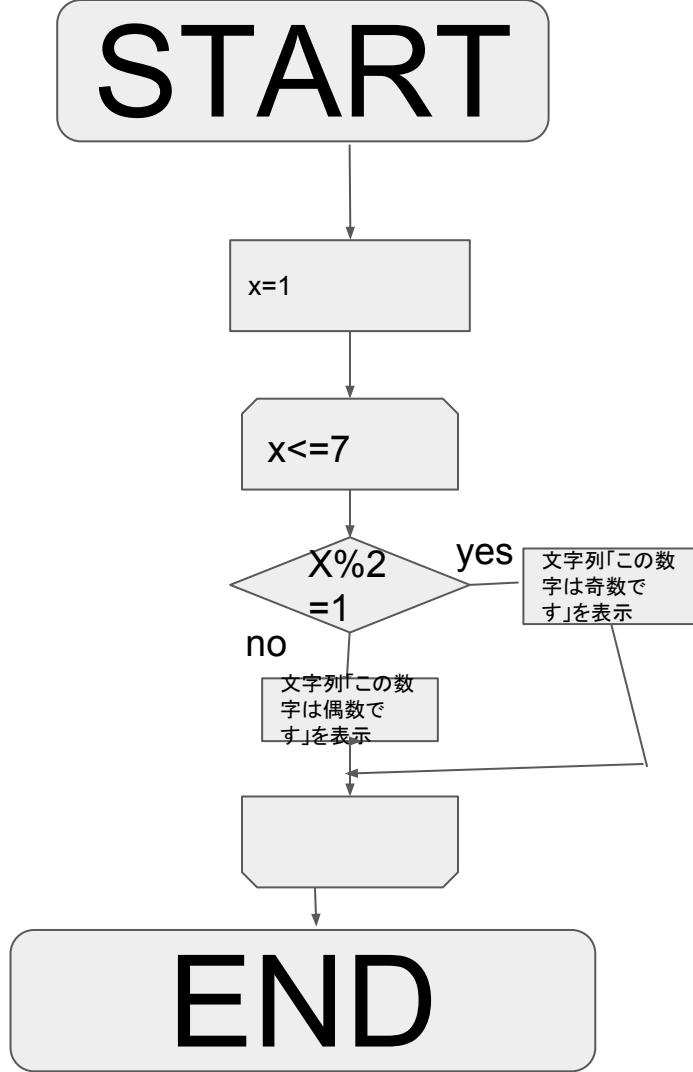 START
x=1
x<=7
X%2
=1
yes
文字列「この数
字は奇数で
す」を表示
no
文字列「この数
字は偶数で
す」を表示
END